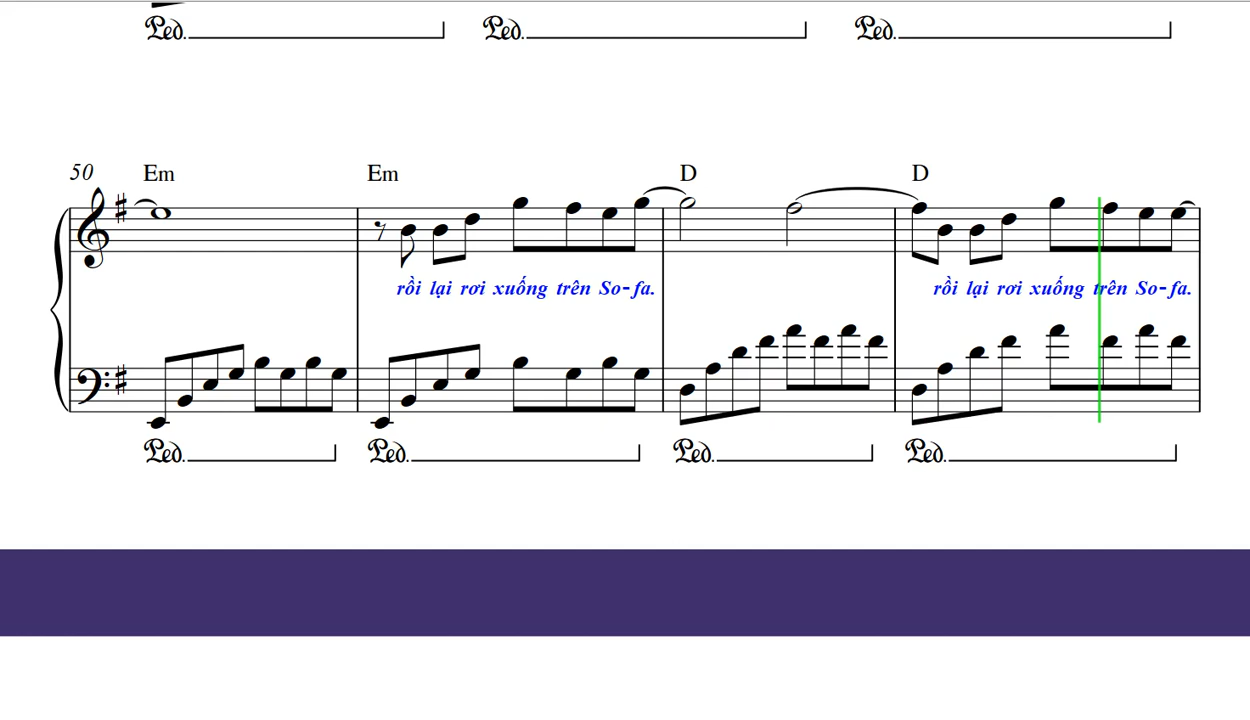 Ped. Ped. Ped.
50 Em Em D D
rồi lại rơi xuống trên So-fa. rồi lại rơi xuống trên So-fa.
Ped. Ped. Ped. Ped.